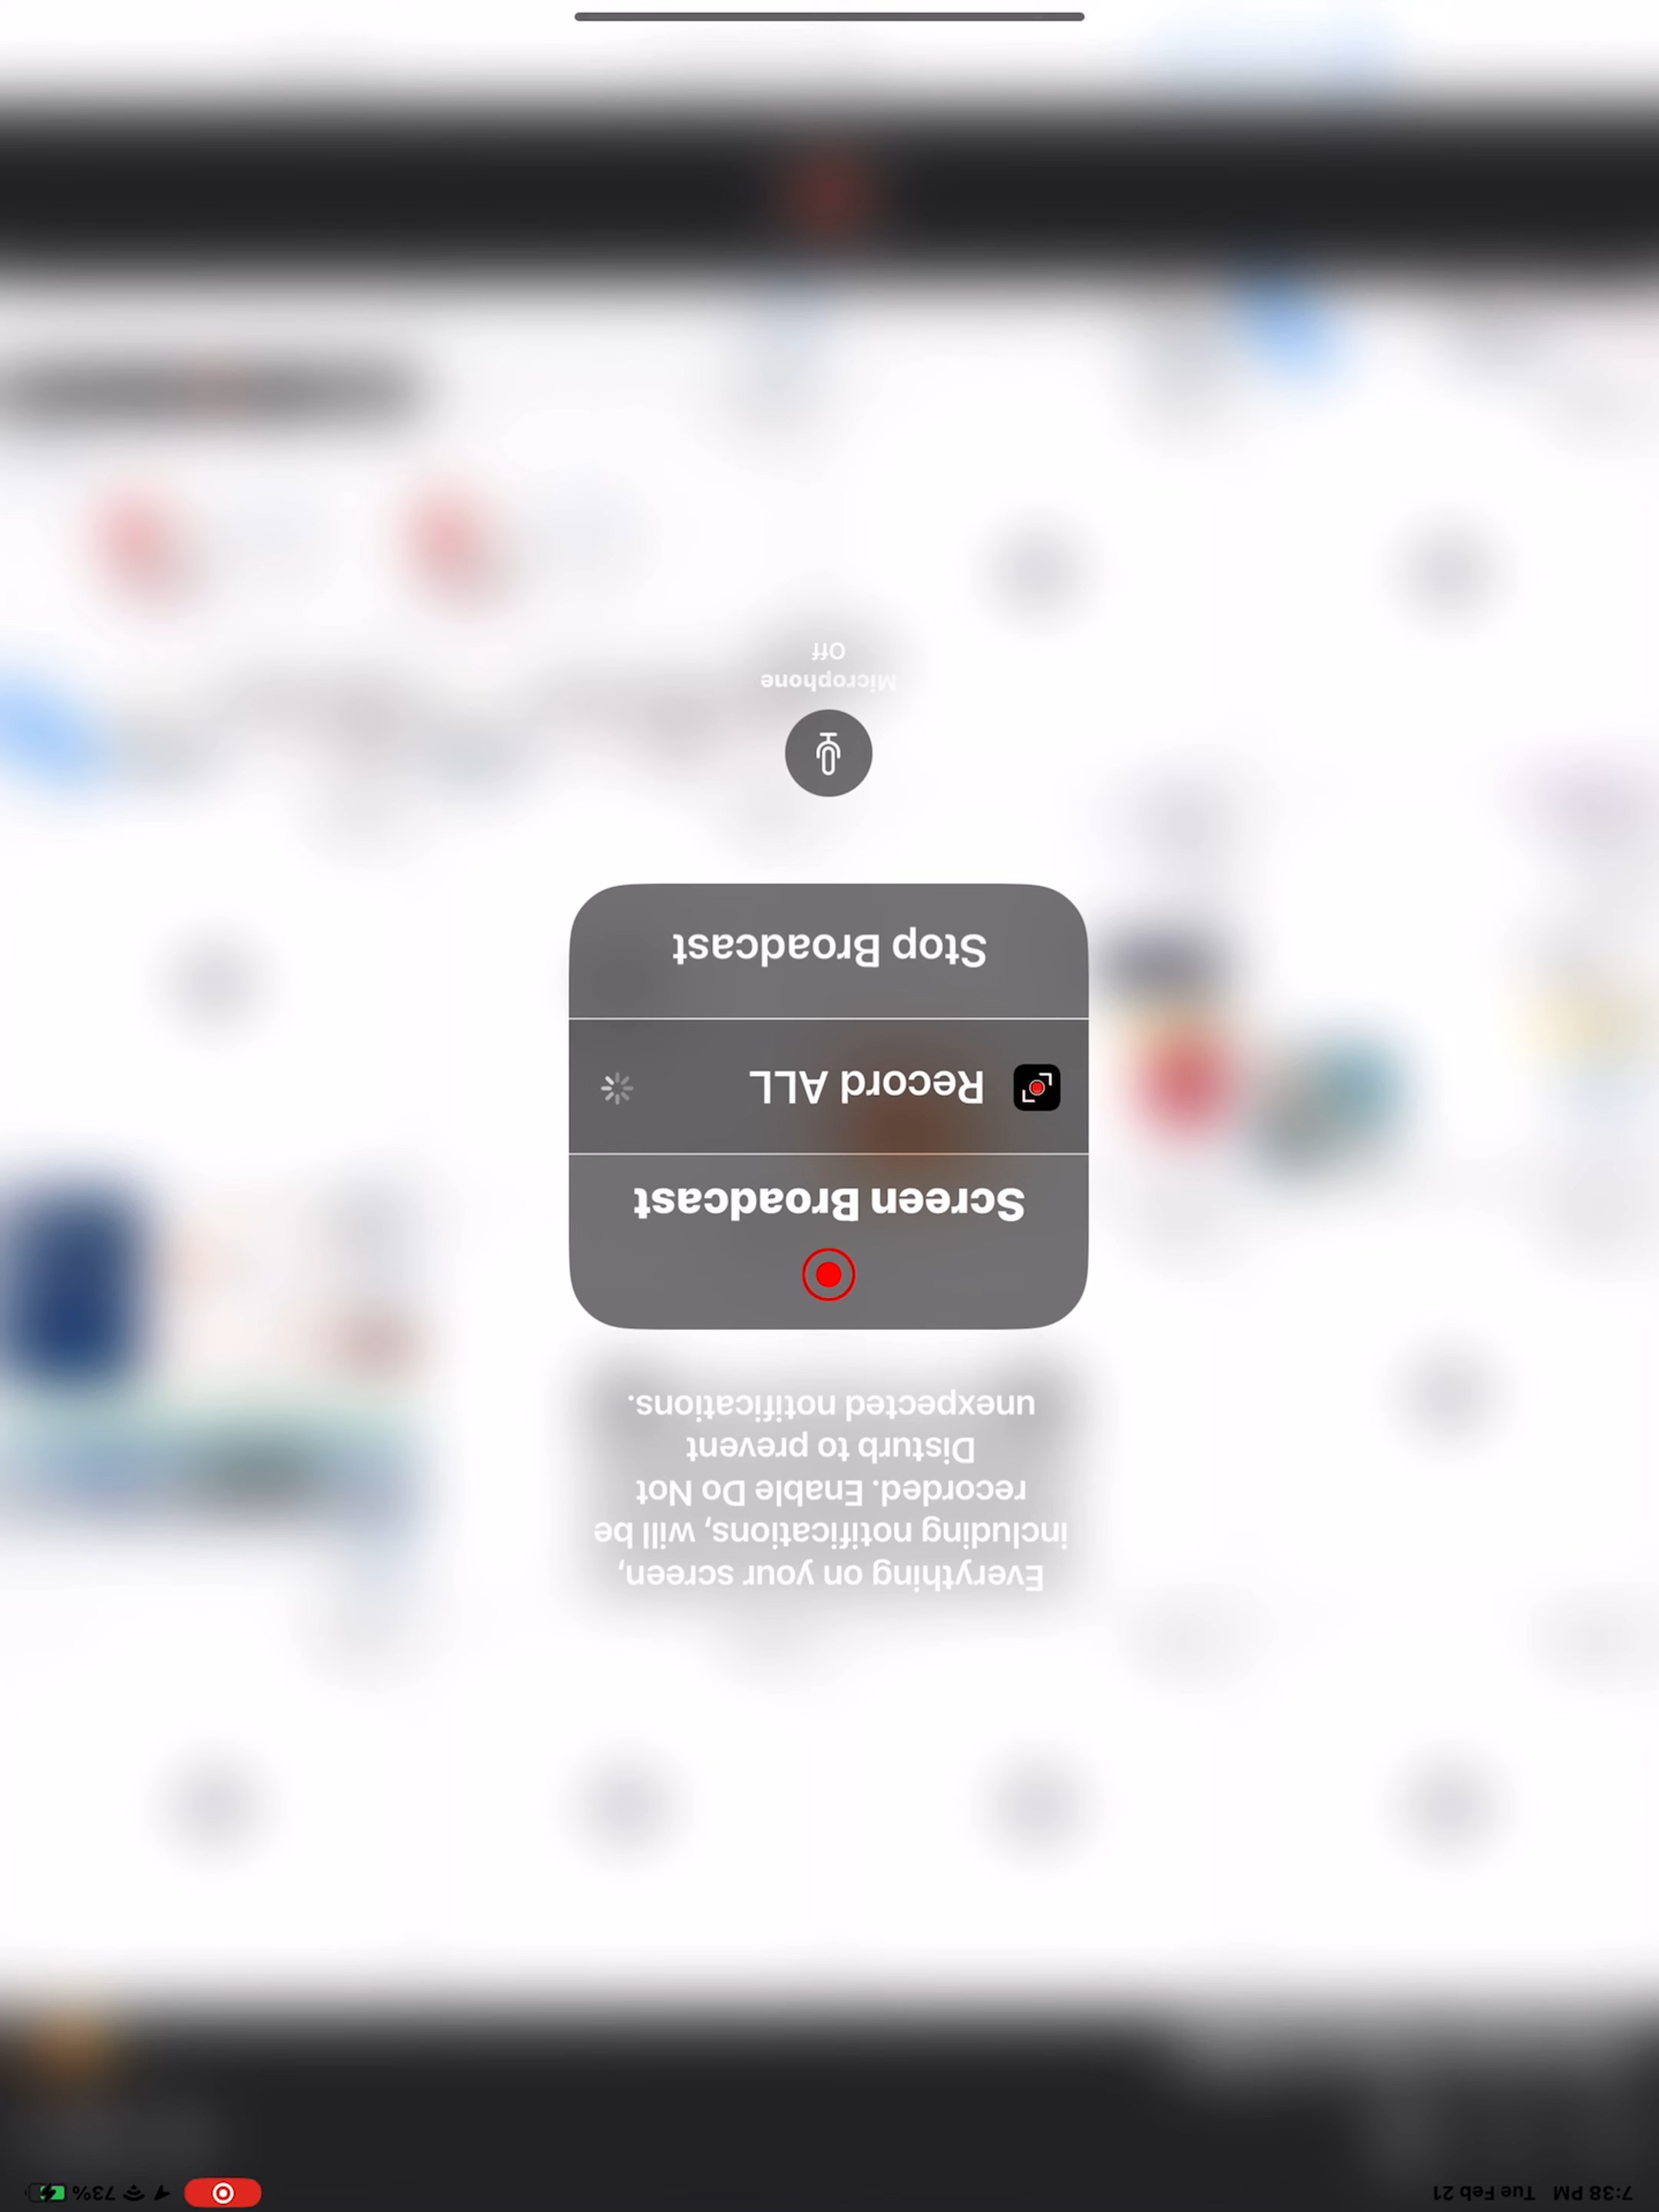 7:38 PM Tue Feb 21
73%
Everything on your screen,
including notifications, will be
recorded. Enable Do Not
Disturb to prevent
unexpected notifications.
Screen Broadcast
Record ALL
Stop Broadcast
Microphone
Off